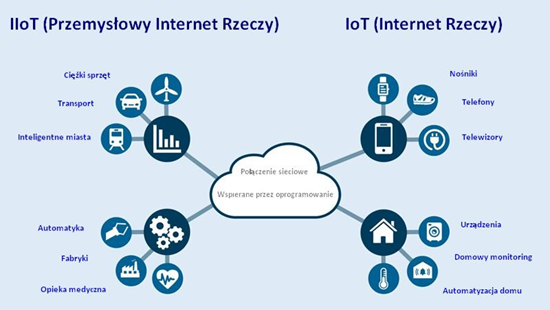 IIoT (Przemysłowy Internet Rzeczy)
IoT (Internet Rzeczy)
Ciężki sprzęt
Transport
Inteligentne miasta
Nośniki
Telefony
Telewizory
Połączenie sieciowe
Wspierane przez oprogramowanie
Automatyka
Fabryki
Opieka medyczna
Urządzenia
Domowy monitoring
Automatyzacja domu